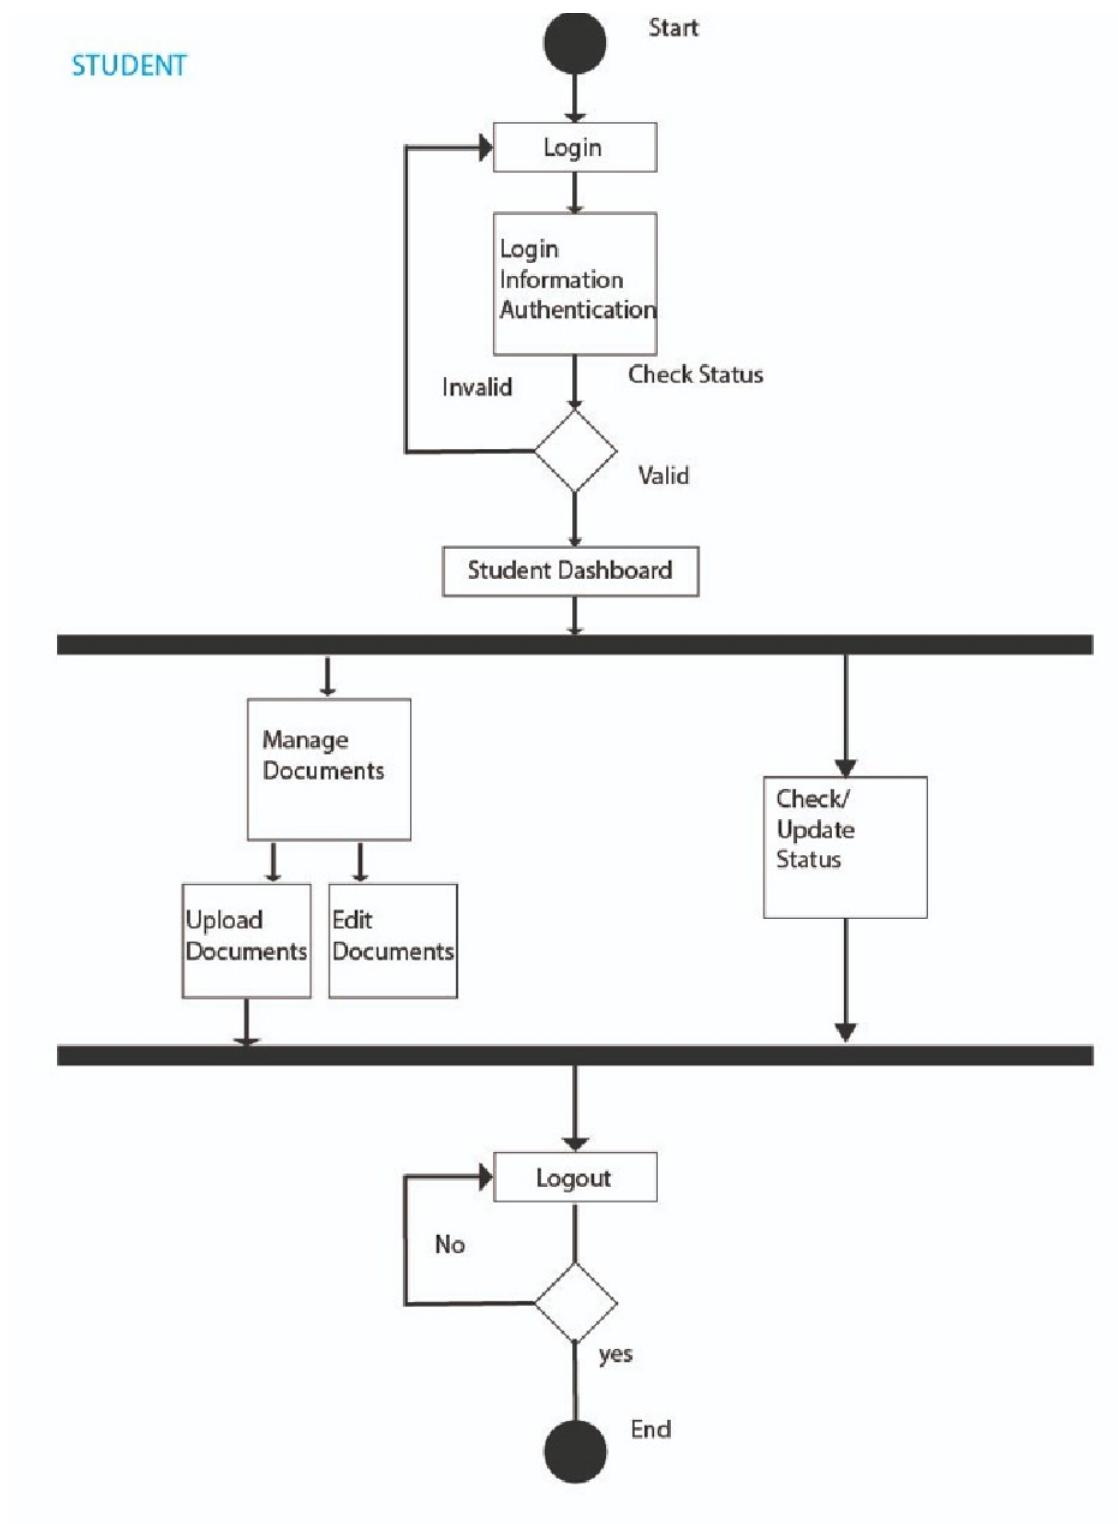 Start
STUDENT
Login
Login
Information
Authentication
Check Status
Invalid
Valid
Student Dashboard
Manage
Documents
Check/
Update
Status
Upload
Documents
Edit
Documents
Logout
No
yes
End